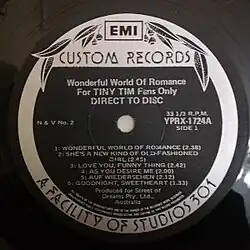 EMI
CUSTOM RECORDS
Wonderful World Of Romance
For TINY TIM Fans Only
DIRECT TO DISC
N & V No. 2
33 1/3 R.P.M.
YPRX-1724A
SIDE 1
1: WONDERFUL WORLD OF ROMANCE (2.38)
2: SHE'S A NEW KIND OF OLD-FASHIONED
GIRL (2.45)
3: LOVE YOU, FUNNY THING (2.42)
4: AS YOU DESIRE ME (2.00)
5: AUF WIEDERSEHEN (2.32)
6: GOODNIGHT, SWEETHEART (1.33)
Produced for Street of
Dreams Pty. Ltd.,
Australia
A FACILITY OF STUDIOS 301